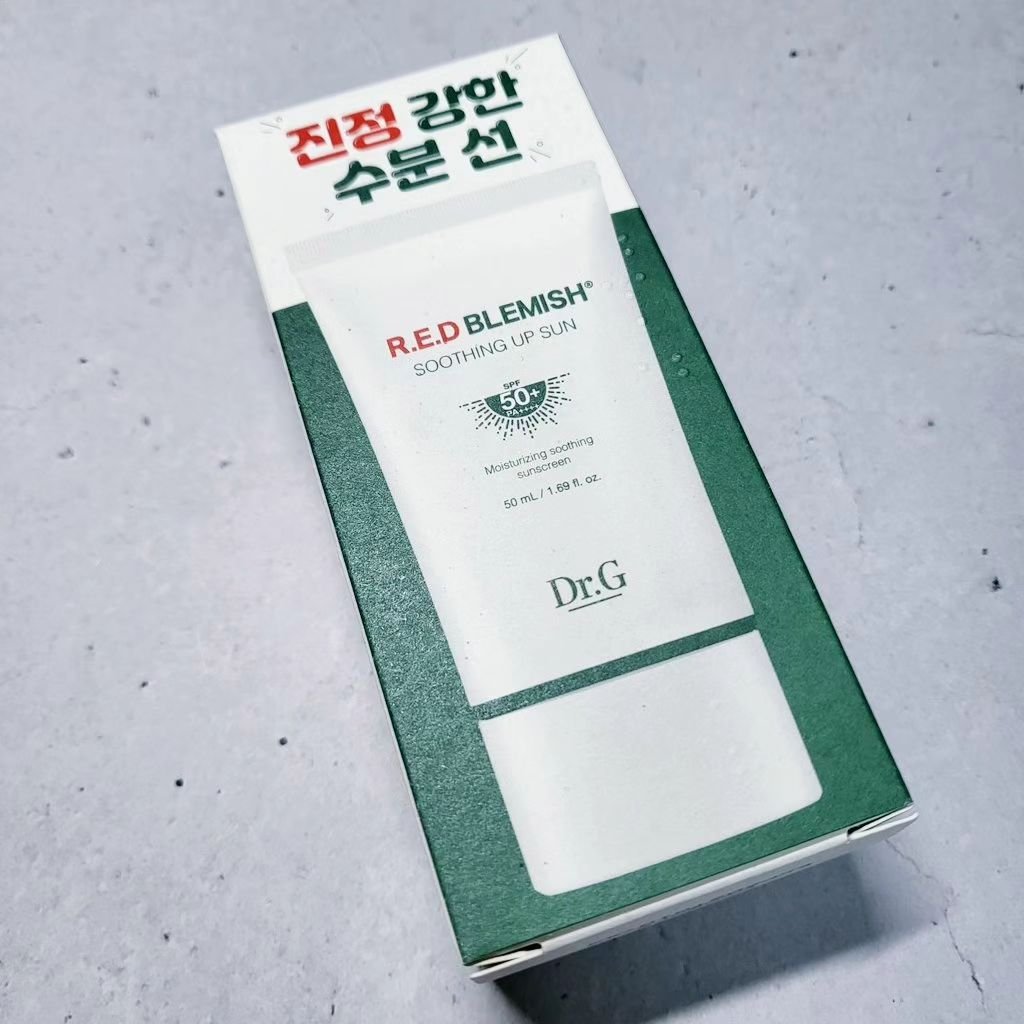 진정 강한
수분 선
R.E.D BLEMISH®
SOOTHING UP SUN
SPF
50+
PA++++
Moisturizing soothing
sunscreen
50 mL / 1.69 fl. oz.
Dr.G